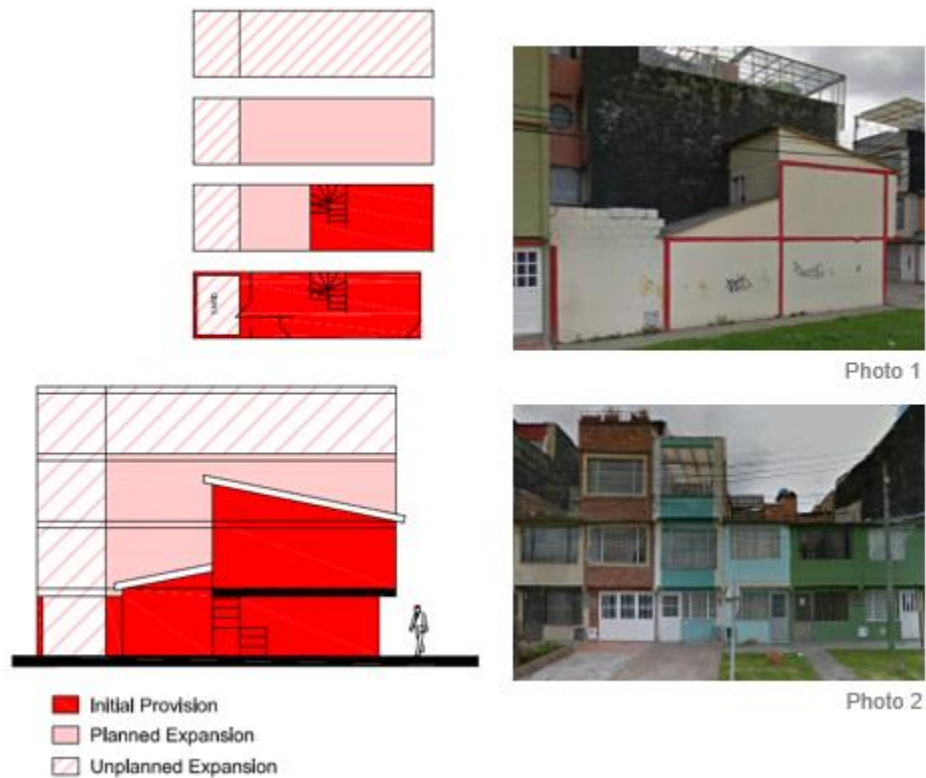 Photo 1
Photo 2
Initial Provision
Planned Expansion
Unplanned Expansion